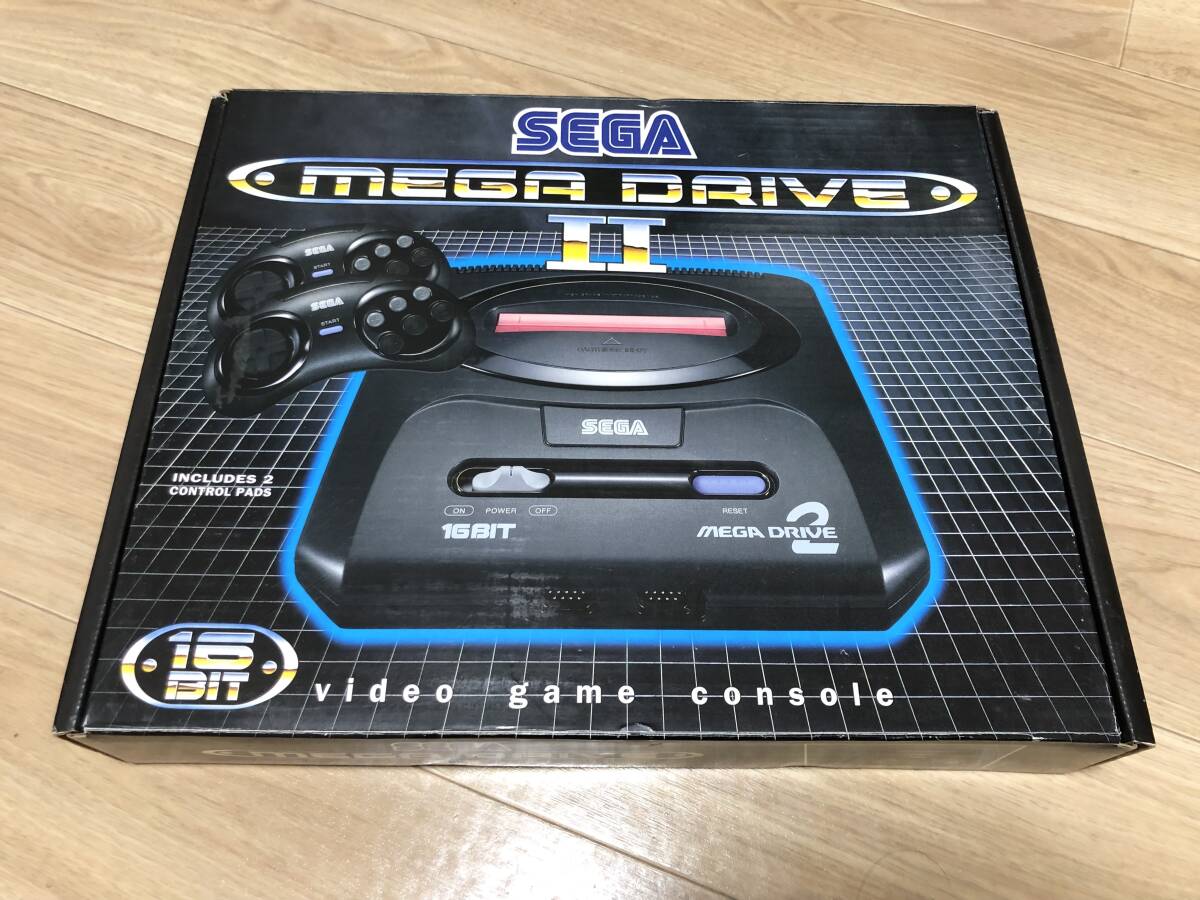 SEGA
MEGA DRIVE
II
SEGA
START
SEGA
START
SEGA
INCLUDES 2
CONTROL PADS
ON POWER OFF
RESET
16BIT
MEGA DRIVE 2
16
BIT
video game console